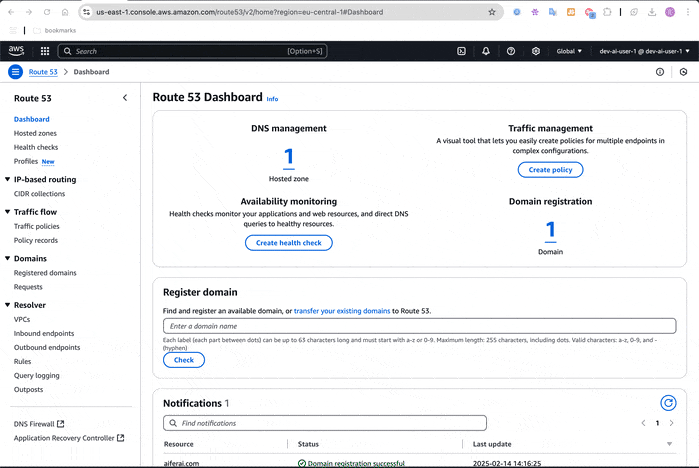 us-east-1.console.aws.amazon.com/route53/v2/home?region=eu-central-1#Dashboard
bookmarks
aws
Search
[Option+S]
Global
dev-ai-user-1 @ dev-ai-user-1
Route 53
Dashboard
Route 53
Dashboard
Hosted zones
Health checks
Profiles New
IP-based routing
CIDR collections
Traffic flow
Traffic policies
Policy records
Domains
Registered domains
Requests
Resolver
VPCs
Inbound endpoints
Outbound endpoints
Rules
Query logging
Outposts
DNS Firewall
Application Recovery Controller
Route 53 Dashboard Info
DNS management
1
Hosted zone
Traffic management
A visual tool that lets you easily create policies for multiple endpoints in
complex configurations.
Create policy
Availability monitoring
Health checks monitor your applications and web resources, and direct DNS
queries to healthy resources.
Create health check
Domain registration
1
Domain
Register domain
Find and register an available domain, or transfer your existing domains to Route 53.
Enter a domain name
Each label (each part between dots) can be up to 63 characters long and must start with a-z or 0-9. Maximum length: 255 characters, including dots. Valid characters: a-z, 0-9, and -
(hyphen)
Check
Notifications 1
Find notifications
1
Resource
Status
Last update
aiferai.com
Domain registration successful
2025-02-14 14:16:25